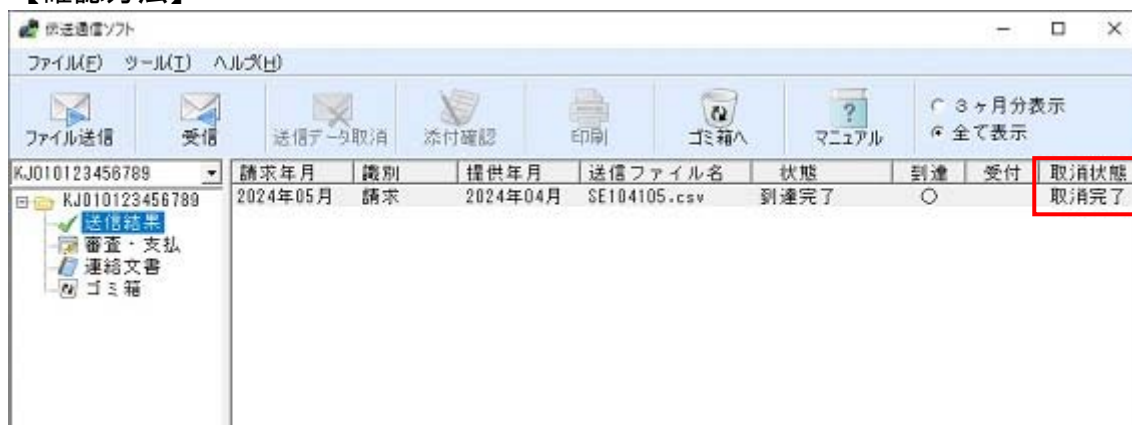 【確認方法】
伝送通信ソフト
ファイル(F) ツール(T) ヘルプ(H)
ファイル送信 受信 送信データ取消 添付確認 印刷 ゴミ箱へ マニュアル
3ヶ月分表示
全て表示
KJ010123456789
請求年月 識別 提供年月 送信ファイル名 状態 到達 受付 取消状態
2024年05月 請求 2024年04月 SE104105.csv 到達完了 ○ 取消完了
KJ010123456789
送信結果
審査・支払
連絡文書
ゴミ箱